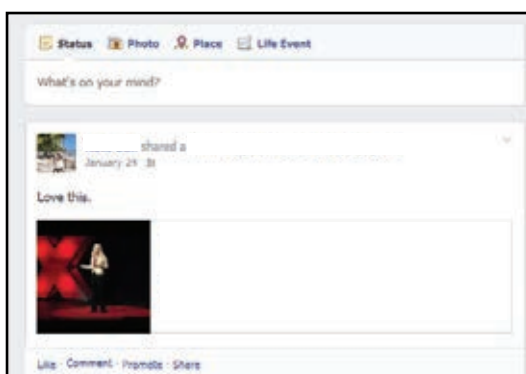 Status Photo Place Life Event
What's on your mind?
shared a
January 29
Love this.
X
Like · Comment · Promote · Share